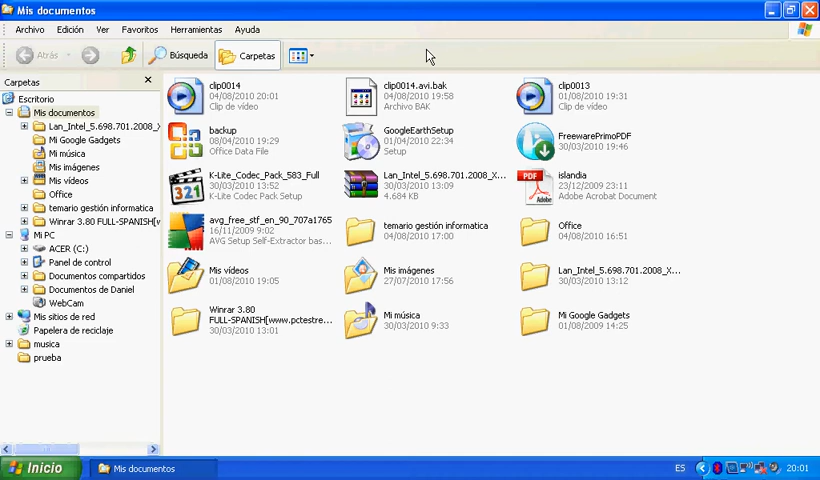 Mis documentos
Archivo Edición Ver Favoritos Herramientas Ayuda
Atrás Búsqueda Carpetas
Carpetas
Escritorio
Mis documentos
Lan_Intel_5.698.701.2008_X
Mi Google Gadgets
Mi música
Mis imágenes
Mis vídeos
Office
temario gestión informatica
Winrar 3.80 FULL-SPANISH[w
Mi PC
ACER (C:)
Panel de control
Documentos compartidos
Documentos de Daniel
WebCam
Mis sitios de red
Papelera de reciclaje
musica
prueba
clip0014
04/08/2010 20:01
Clip de vídeo
clip0014.avi.bak
04/08/2010 19:58
Archivo BAK
clip0013
01/08/2010 19:31
Clip de vídeo
backup
08/04/2010 19:29
Office Data File
GoogleEarthSetup
01/04/2010 22:34
Setup
FreewarePrimoPDF
30/03/2010 19:46
K-Lite_Codec_Pack_583_Full
30/03/2010 13:52
K-Lite Codec Pack Setup
321
Lan_Intel_5.698.701.2008_X...
30/03/2010 13:09
4.684 KB
PDF
Adobe
islandia
23/12/2009 23:11
Adobe Acrobat Document
avg_free_stf_en_90_707a1765
16/11/2009 9:02
AVG Setup Self-Extractor bas...
temario gestión informatica
04/08/2010 17:00
Office
04/08/2010 16:51
Mis vídeos
01/08/2010 19:05
Mis imágenes
27/07/2010 17:56
Lan_Intel_5.698.701.2008_X...
30/03/2010 13:12
Winrar 3.80
FULL-SPANISH[www.pctestre...
30/03/2010 13:01
Mi música
30/03/2010 9:33
Mi Google Gadgets
01/08/2009 14:25
Inicio Mis documentos ES 20:01